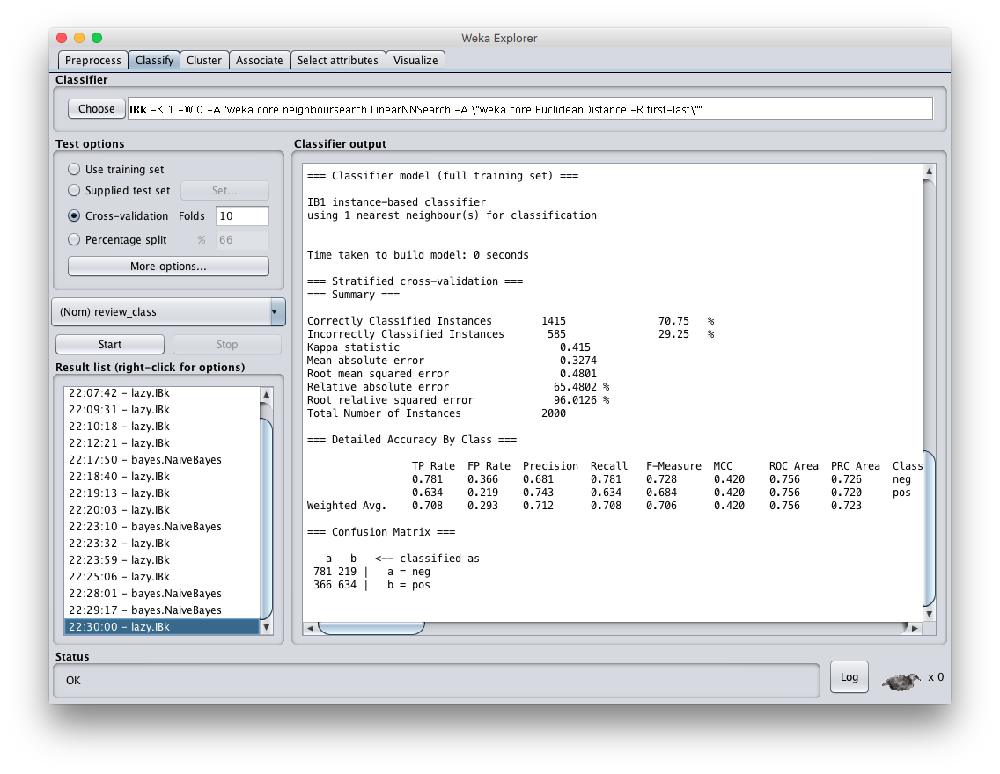 Weka Explorer
Preprocess Classify Cluster Associate Select attributes Visualize
Classifier
Choose IBk -K 1 -W 0 -A "weka.core.neighboursearch.LinearNNSearch -A \"weka.core.EuclideanDistance -R first-last\""
Test options
Use training set
Supplied test set Set...
Cross-validation Folds 10
Percentage split % 66
More options...
(Nom) review_class
Start Stop
Result list (right-click for options)
22:07:42 - lazy.IBk
22:09:31 - lazy.IBk
22:10:18 - lazy.IBk
22:12:21 - lazy.IBk
22:17:50 - bayes.NaiveBayes
22:18:40 - lazy.IBk
22:19:13 - lazy.IBk
22:20:03 - lazy.IBk
22:23:10 - bayes.NaiveBayes
22:23:32 - lazy.IBk
22:23:59 - lazy.IBk
22:25:06 - lazy.IBk
22:28:01 - bayes.NaiveBayes
22:29:17 - bayes.NaiveBayes
22:30:00 - lazy.IBk
Classifier output
=== Classifier model (full training set) ===
IB1 instance-based classifier
using 1 nearest neighbour(s) for classification
Time taken to build model: 0 seconds
=== Stratified cross-validation ===
=== Summary ===
Correctly Classified Instances 1415 70.75 %
Incorrectly Classified Instances 585 29.25 %
Kappa statistic 0.415
Mean absolute error 0.3274
Root mean squared error 0.4801
Relative absolute error 65.4802 %
Root relative squared error 96.0126 %
Total Number of Instances 2000
=== Detailed Accuracy By Class ===
TP Rate FP Rate Precision Recall F-Measure MCC ROC Area PRC Area Class
0.781 0.366 0.681 0.781 0.728 0.420 0.756 0.726 neg
0.634 0.219 0.743 0.634 0.684 0.420 0.756 0.720 pos
Weighted Avg. 0.708 0.293 0.712 0.708 0.706 0.420 0.756 0.723
=== Confusion Matrix ===
a b <-- classified as
781 219 | a = neg
366 634 | b = pos
Status
OK
Log x 0